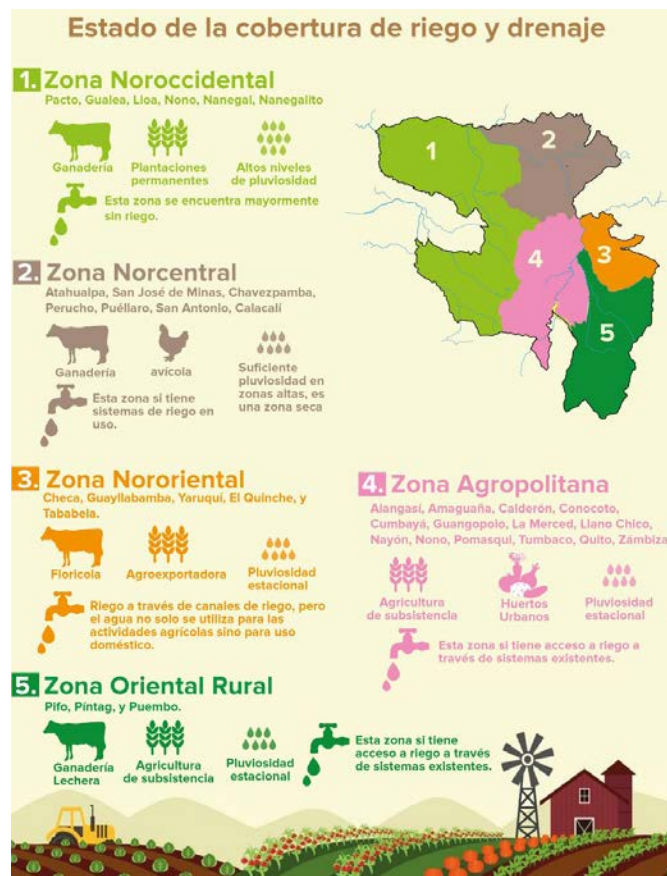 Estado de la cobertura de riego y drenaje
1. Zona Noroccidental
Pacto, Gualea, Lloa, Nono, Nanegal, Nanegalito
Ganadería
Plantaciones
permanentes
Altos niveles
de pluviosidad
Esta zona se encuentra mayormente
sin riego.
2. Zona Norcentral
Atahualpa, San José de Minas, Chavezpamba,
Perucho, Puéllaro, San Antonio, Calacalí
Ganadería
avícola
Suficiente
pluviosidad en
zonas altas, es
una zona seca
Esta zona si tiene
sistemas de riego en
uso.
1
2
3
4
5
3. Zona Nororiental
Checa, Guayllabamba, Yaruquí, El Quinche, y
Tababela.
Floricola
Agroexportadora
Pluviosidad
estacional
Riego a través de canales de riego, pero
el agua no solo se utiliza para las
actividades agrícolas sino para uso
doméstico.
4. Zona Agropolitana
Alangasí, Amaguaña, Calderón, Conocoto,
Cumbayá, Guangopolo, La Merced, Llano Chico,
Nayón, Nono, Pomasqui, Tumbaco, Quito, Zámbiza
Agricultura
de subsistencia
Huertos
Urbanos
Pluviosidad
estacional
Esta zona si tiene acceso a riego a
través de sistemas existentes.
5. Zona Oriental Rural
Pifo, Píntag, y Puembo.
Ganadería
Lechera
Agricultura
de subsistencia
Pluviosidad
estacional
Esta zona si tiene
acceso a riego a través
de sistemas existentes.